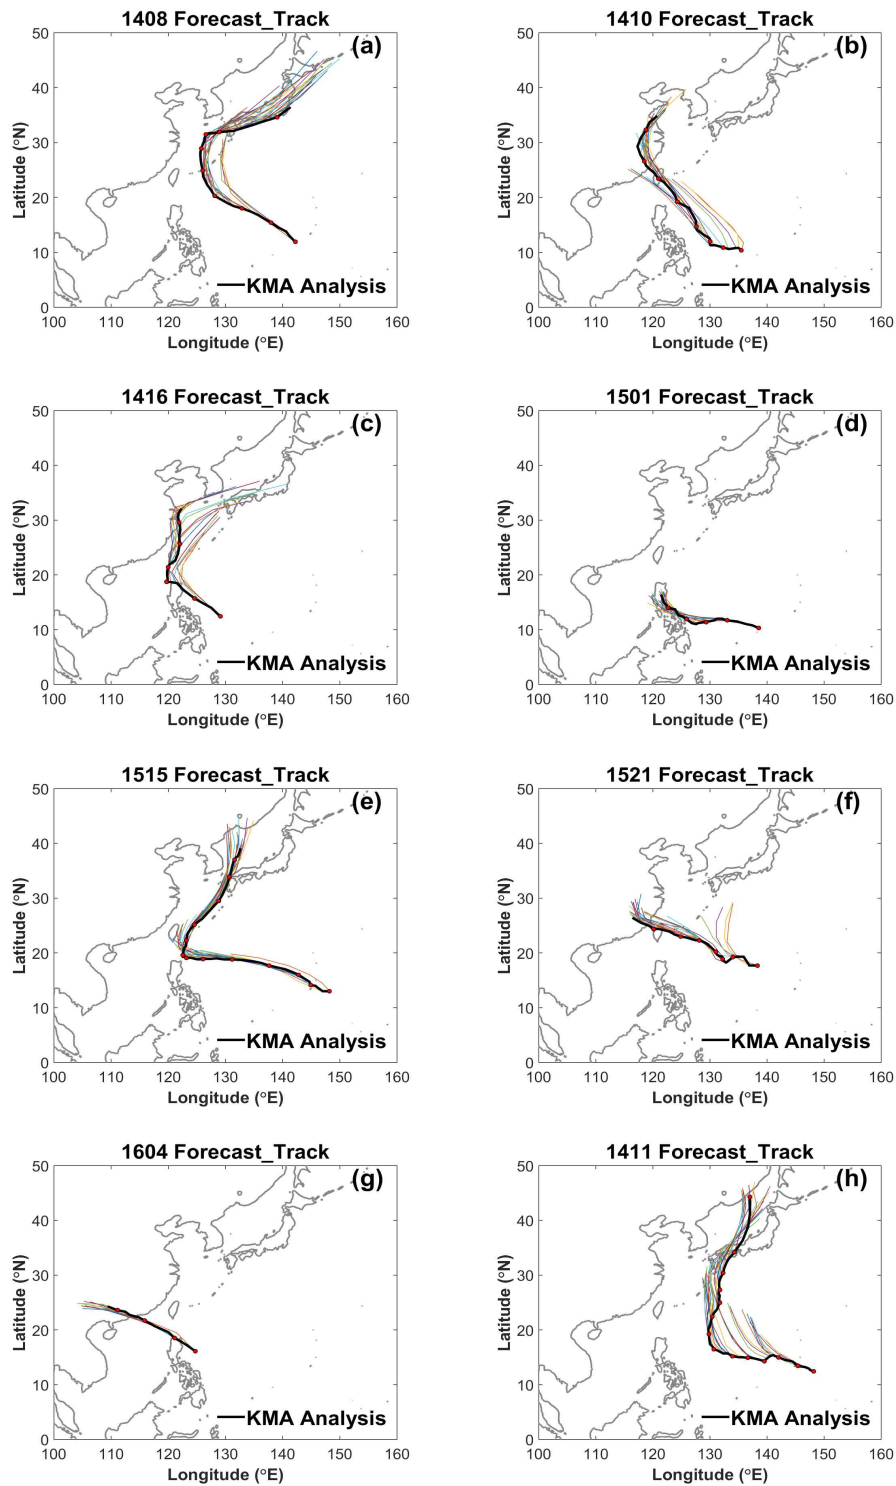 1408 Forecast_Track
(a)
50
40
30
20
10
0
Latitude (°N)
KMA Analysis
100 110 120 130 140 150 160
Longitude (°E)
1410 Forecast_Track
(b)
50
40
30
20
10
0
Latitude (°N)
KMA Analysis
100 110 120 130 140 150 160
Longitude (°E)
1416 Forecast_Track
(c)
50
40
30
20
10
0
Latitude (°N)
KMA Analysis
100 110 120 130 140 150 160
Longitude (°E)
1501 Forecast_Track
(d)
50
40
30
20
10
0
Latitude (°N)
KMA Analysis
100 110 120 130 140 150 160
Longitude (°E)
1515 Forecast_Track
(e)
50
40
30
20
10
0
Latitude (°N)
KMA Analysis
100 110 120 130 140 150 160
Longitude (°E)
1521 Forecast_Track
(f)
50
40
30
20
10
0
Latitude (°N)
KMA Analysis
100 110 120 130 140 150 160
Longitude (°E)
1604 Forecast_Track
(g)
50
40
30
20
10
0
Latitude (°N)
KMA Analysis
100 110 120 130 140 150 160
Longitude (°E)
1411 Forecast_Track
(h)
50
40
30
20
10
0
Latitude (°N)
KMA Analysis
100 110 120 130 140 150 160
Longitude (°E)